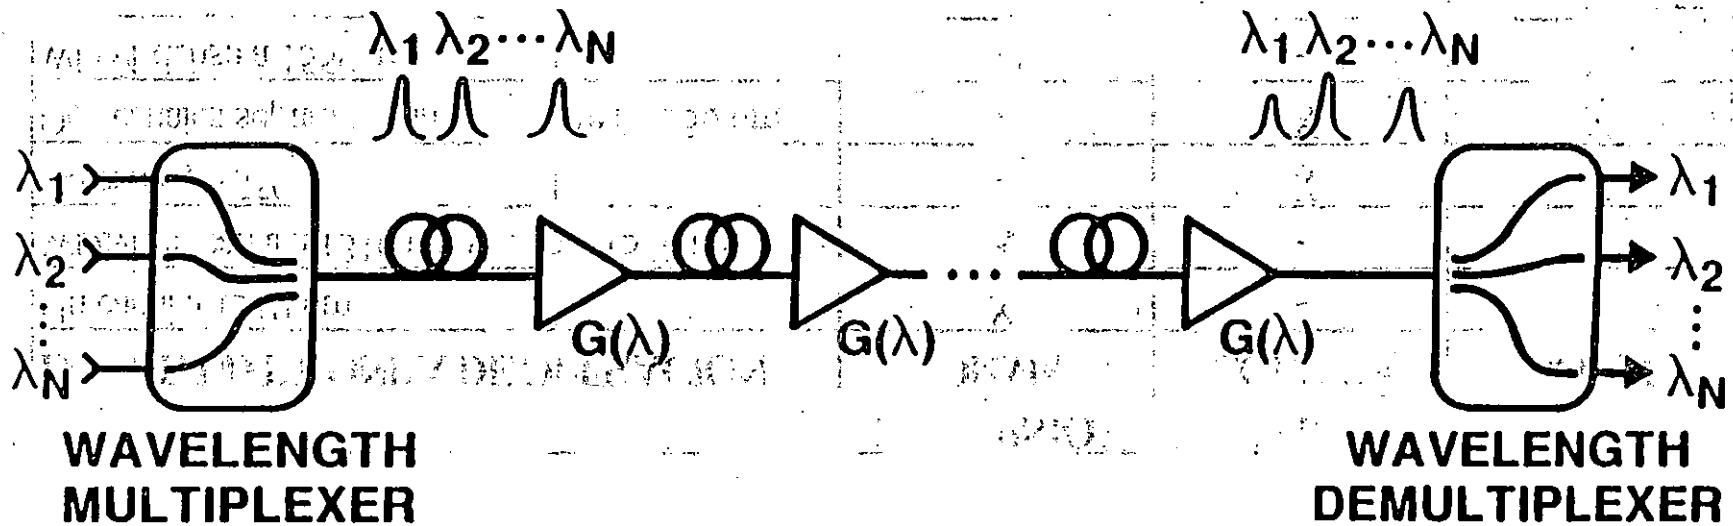 λ1 λ2 ··· λN
λ1 λ2 ··· λN
λ1
λ2
λN
G(λ)
G(λ)
···
G(λ)
λ1
λ2
λN
WAVELENGTH
MULTIPLEXER
WAVELENGTH
DEMULTIPLEXER